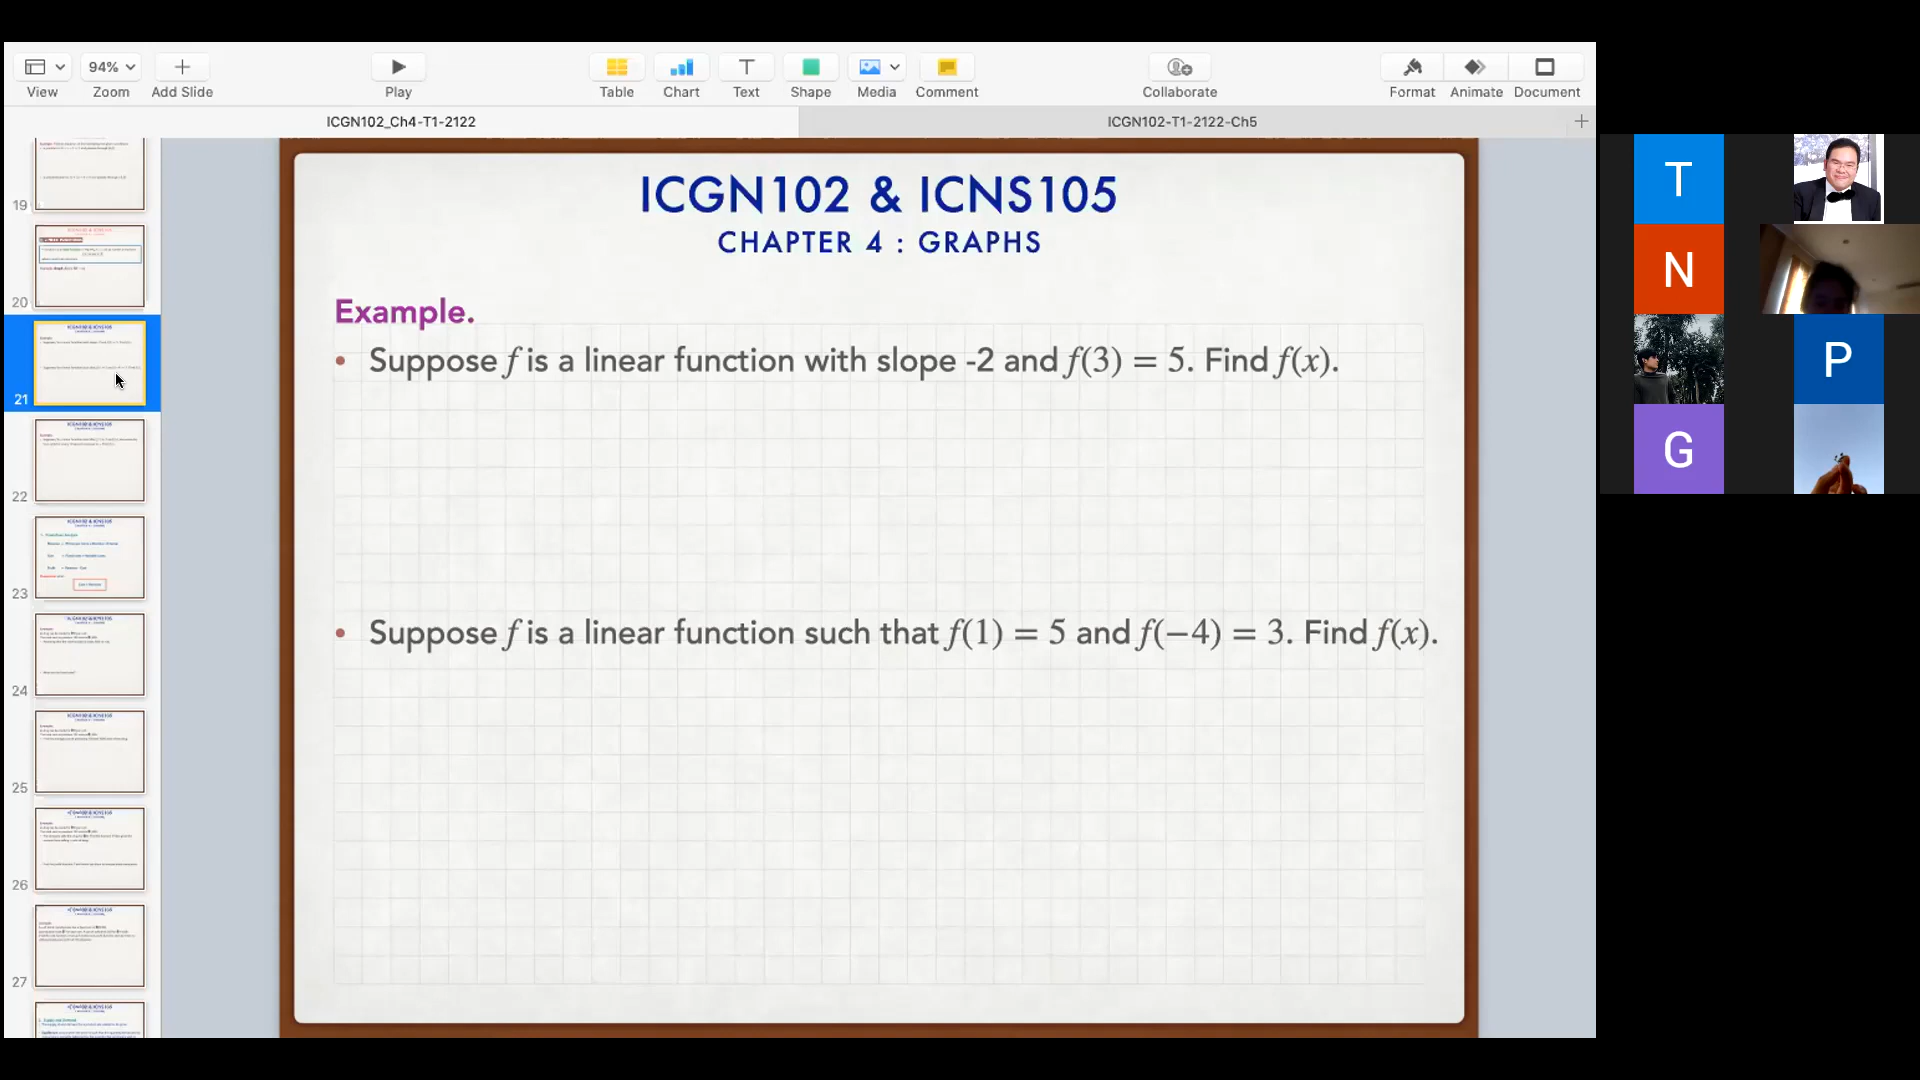 View
94%
Zoom
Add Slide
Play
Table
Chart
Text
Shape
Media
Comment
Collaborate
Format
Animate
Document
ICGN102_Ch4-T1-2122
ICGN102-T1-2122-Ch5
19
20
21
22
23
24
25
26
27
ICGN102 & ICNS105
CHAPTER 4 : GRAPHS
Example.
• Suppose f is a linear function with slope -2 and f(3) = 5. Find f(x).
• Suppose f is a linear function such that f(1) = 5 and f(−4) = 3. Find f(x).
T
N
P
G